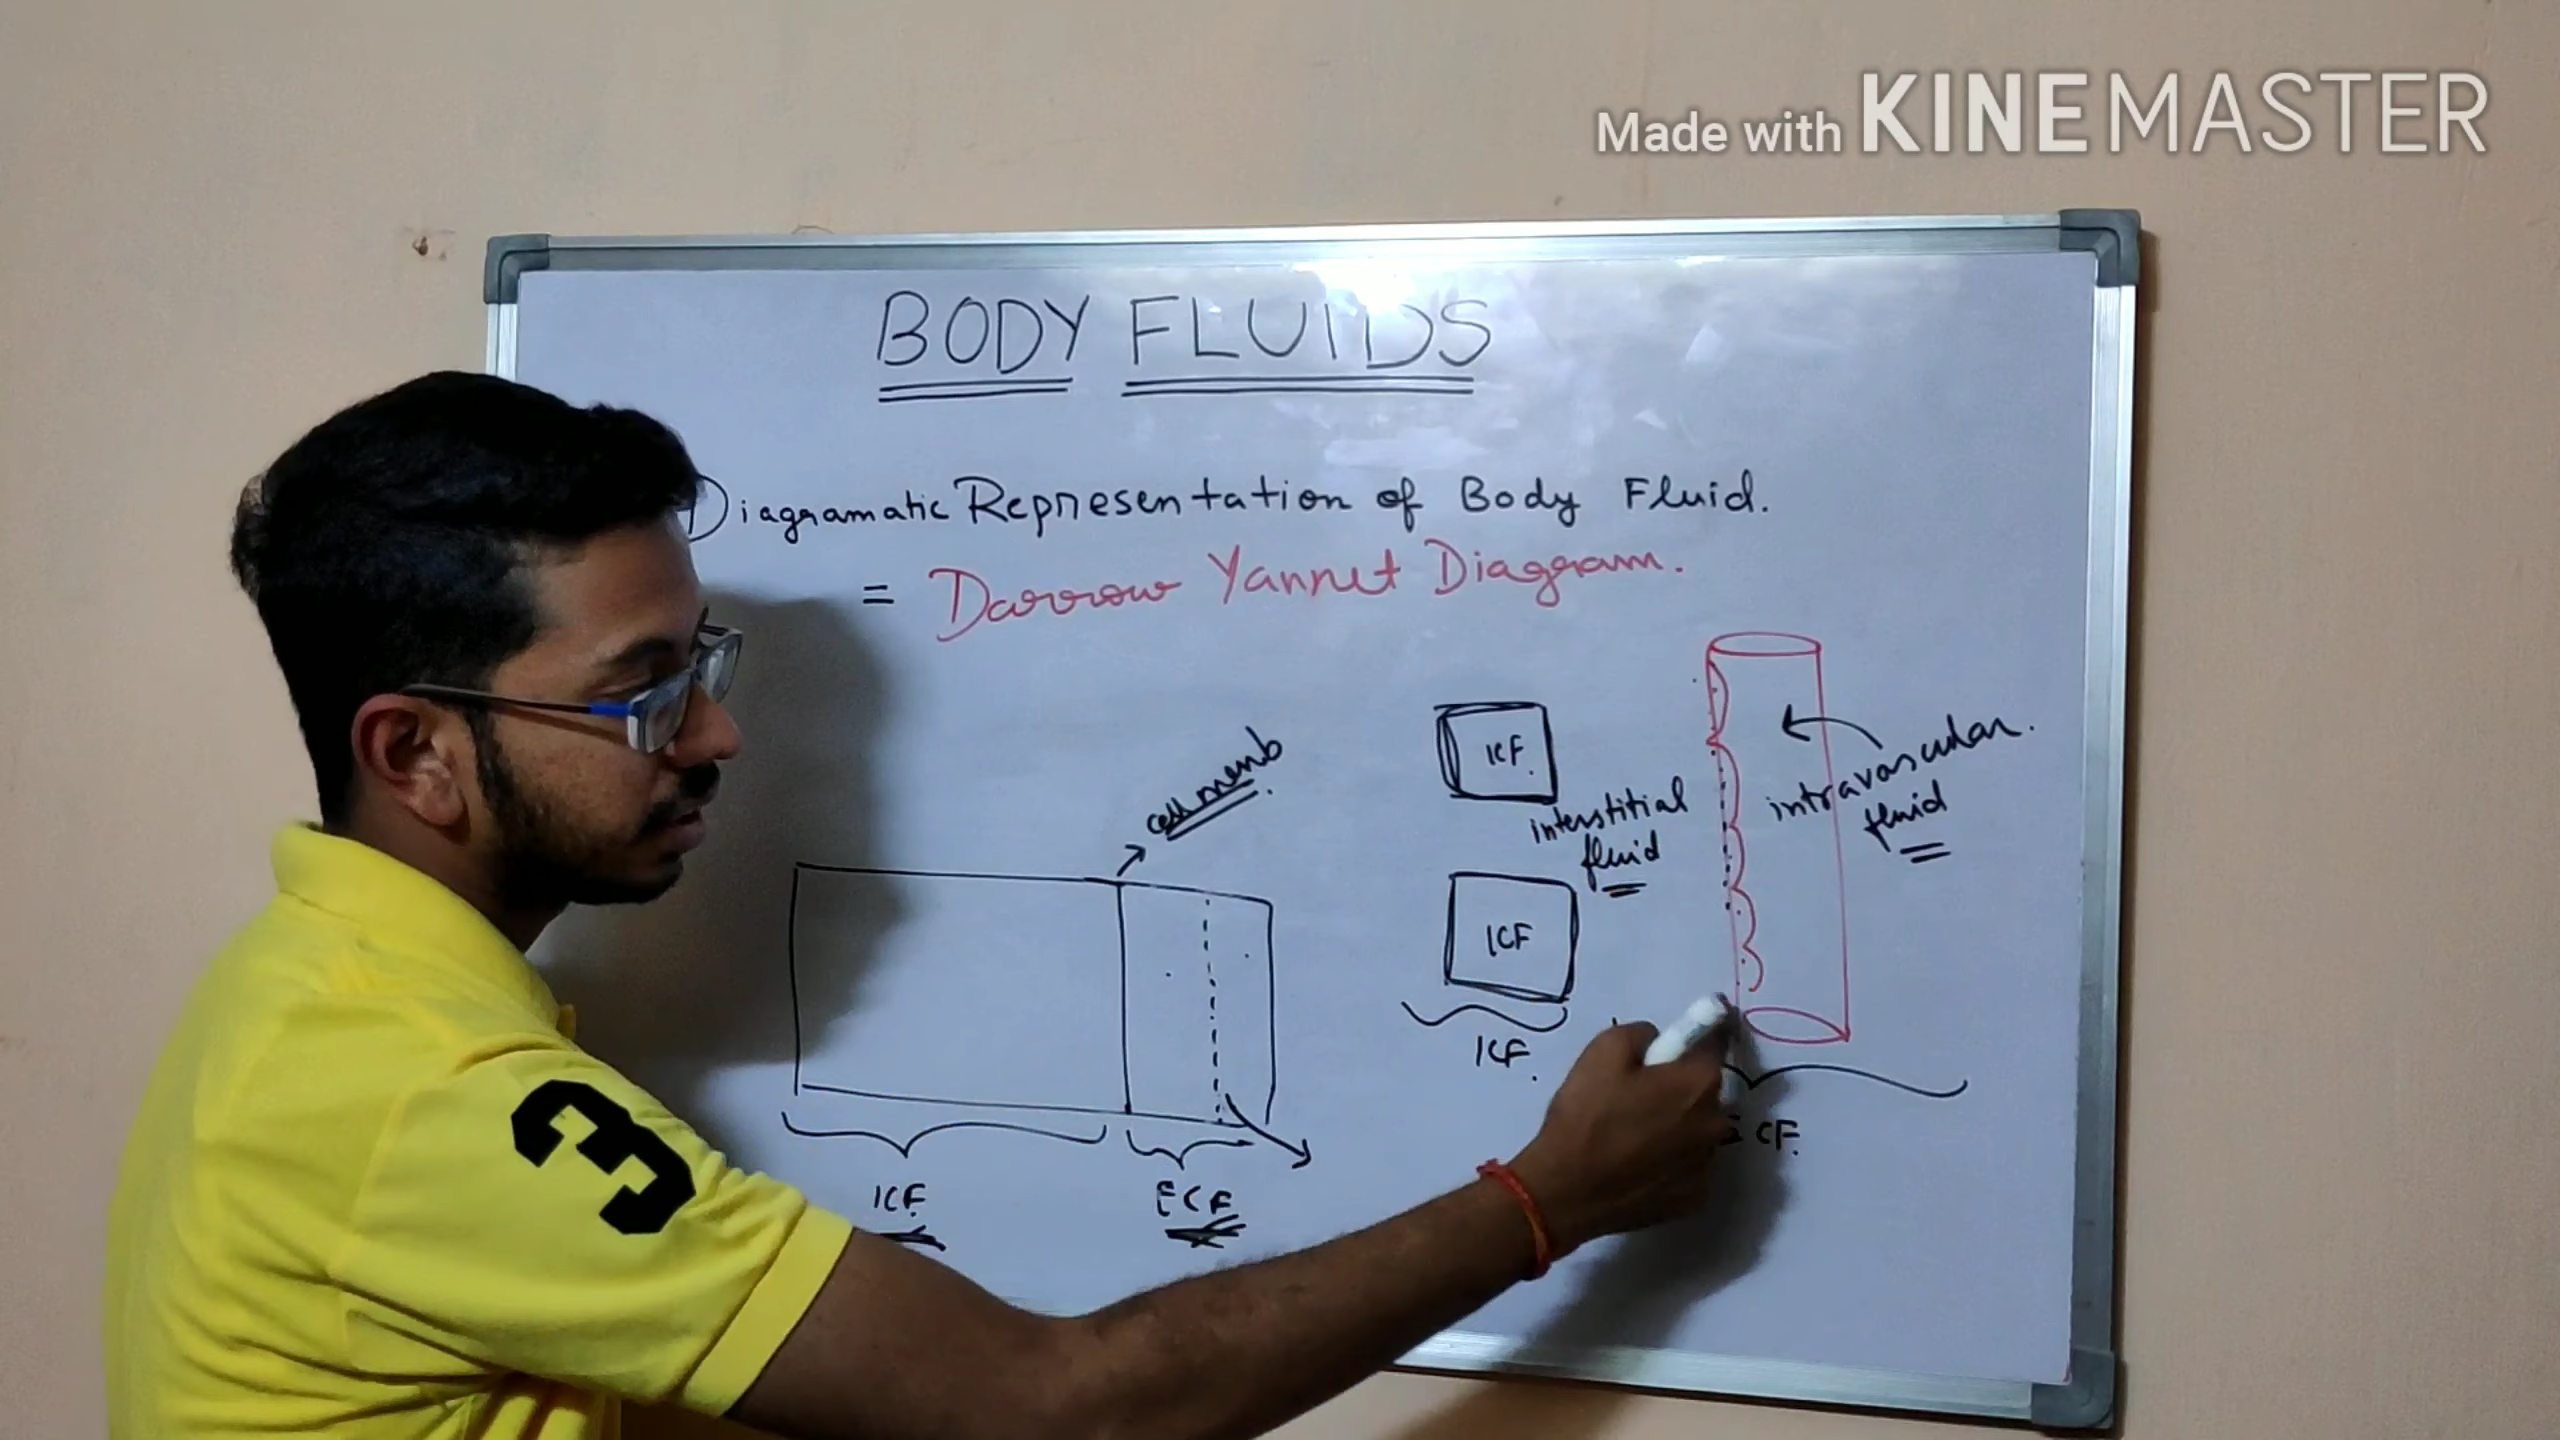 Made with KINEMASTER
BODY FLUIDS
Diagramatic Representation of Body Fluid.
= Darrow Yannet Diagram.
cell memb.
ICF.
interstitial
fluid
intravascular.
fluid
ICF
ICF.
ICF.
ECF
ECF.
3